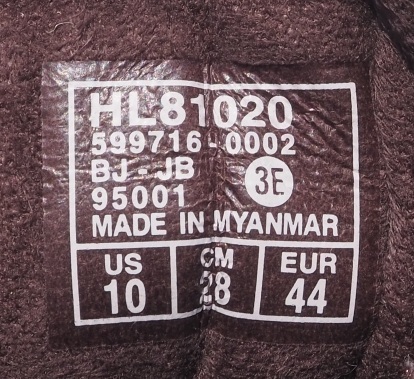 HL81020
599716-0002
BJ-JB
3E
95001
MADE IN MYANMAR
US CM EUR
10 28 44